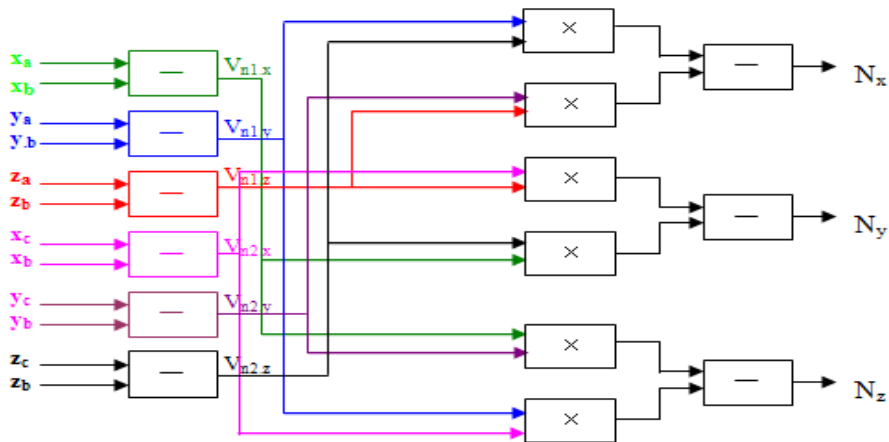 xa
xb
Vn1.x
ya
y.b
Vn1.y
za
zb
Vn1.z
xc
xb
Vn2.x
yc
yb
Vn2.y
zc
zb
Vn2.z
—
—
—
—
—
—
×
×
×
×
×
×
—
—
—
Nx
Ny
Nz